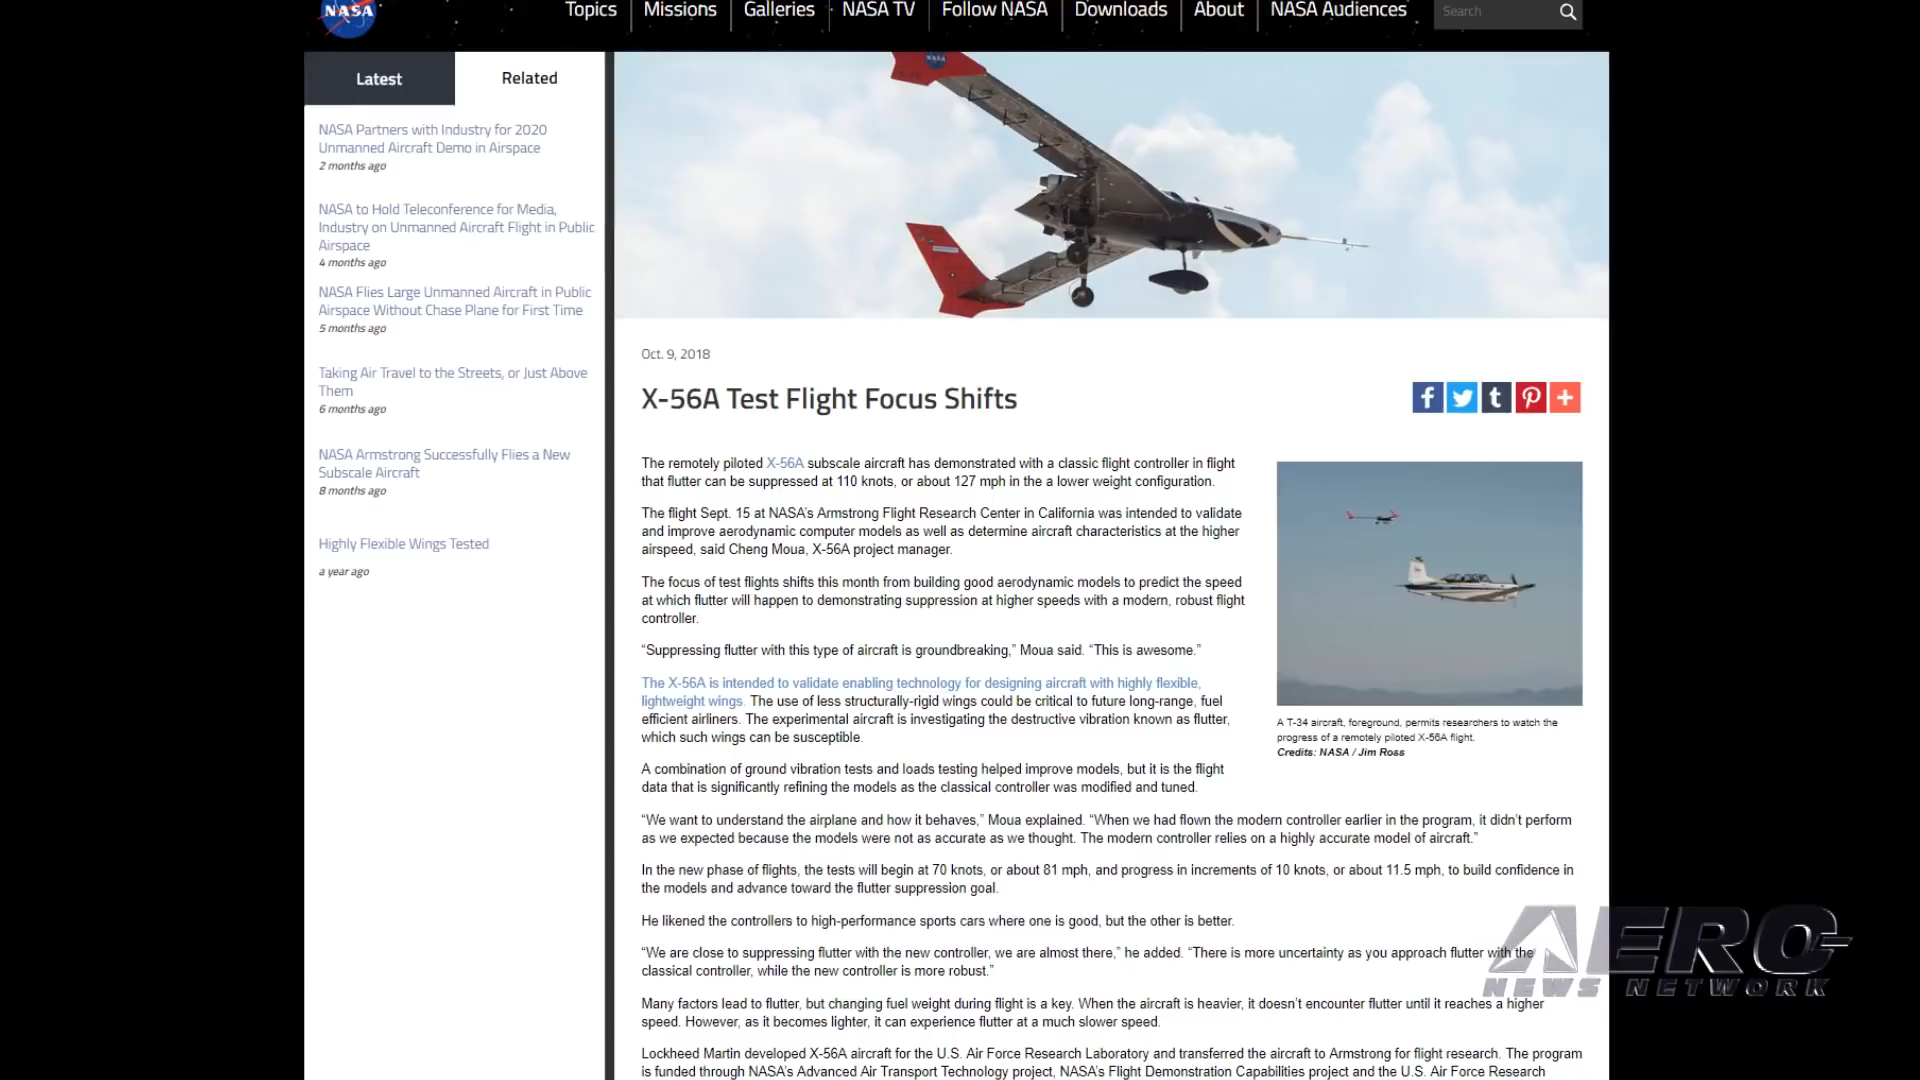 NASA
Topics
Missions
Galleries
NASA TV
Follow NASA
Downloads
About
NASA Audiences
Search
Latest
Related
NASA Partners with Industry for 2020
Unmanned Aircraft Demo in Airspace
2 months ago
NASA to Hold Teleconference for Media,
Industry on Unmanned Aircraft Flight in Public
Airspace
4 months ago
NASA Flies Large Unmanned Aircraft in Public
Airspace Without Chase Plane for First Time
5 months ago
Taking Air Travel to the Streets, or Just Above
Them
6 months ago
NASA Armstrong Successfully Flies a New
Subscale Aircraft
8 months ago
Highly Flexible Wings Tested
a year ago
NASA
Oct. 9, 2018
X-56A Test Flight Focus Shifts
The remotely piloted X-56A subscale aircraft has demonstrated with a classic flight controller in flight
that flutter can be suppressed at 110 knots, or about 127 mph in the a lower weight configuration.
The flight Sept. 15 at NASA's Armstrong Flight Research Center in California was intended to validate
and improve aerodynamic computer models as well as determine aircraft characteristics at the higher
airspeed, said Cheng Moua, X-56A project manager.
The focus of test flights shifts this month from building good aerodynamic models to predict the speed
at which flutter will happen to demonstrating suppression at higher speeds with a modern, robust flight
controller.
“Suppressing flutter with this type of aircraft is groundbreaking,” Moua said. “This is awesome.”
The X-56A is intended to validate enabling technology for designing aircraft with highly flexible,
lightweight wings. The use of less structurally-rigid wings could be critical to future long-range, fuel
efficient airliners. The experimental aircraft is investigating the destructive vibration known as flutter,
which such wings can be susceptible.
A T-34 aircraft, foreground, permits researchers to watch the
progress of a remotely piloted X-56A flight.
Credits: NASA / Jim Ross
A combination of ground vibration tests and loads testing helped improve models, but it is the flight
data that is significantly refining the models as the classical controller was modified and tuned.
“We want to understand the airplane and how it behaves,” Moua explained. “When we had flown the modern controller earlier in the program, it didn't perform
as we expected because the models were not as accurate as we thought. The modern controller relies on a highly accurate model of aircraft.”
In the new phase of flights, the tests will begin at 70 knots, or about 81 mph, and progress in increments of 10 knots, or about 11.5 mph, to build confidence in
the models and advance toward the flutter suppression goal.
He likened the controllers to high-performance sports cars where one is good, but the other is better.
“We are close to suppressing flutter with the new controller, we are almost there,” he added. “There is more uncertainty as you approach flutter with the
classical controller, while the new controller is more robust.”
Many factors lead to flutter, but changing fuel weight during flight is a key. When the aircraft is heavier, it doesn't encounter flutter until it reaches a higher
speed. However, as it becomes lighter, it can experience flutter at a much slower speed.
Lockheed Martin developed X-56A aircraft for the U.S. Air Force Research Laboratory and transferred the aircraft to Armstrong for flight research. The program
is funded through NASA's Advanced Air Transport Technology project, NASA's Flight Demonstration Capabilities project and the U.S. Air Force Research
AERO
NEWS NETWORK